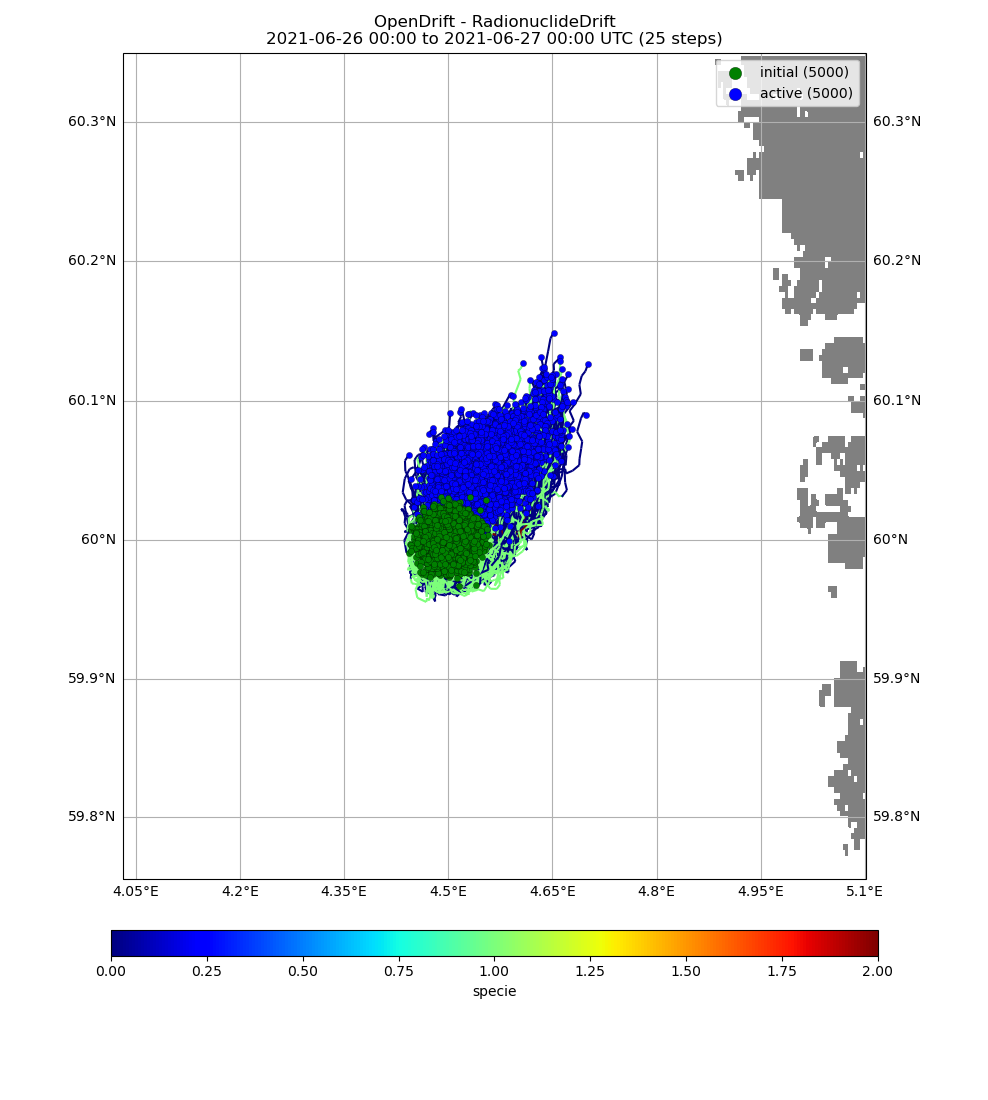 OpenDrift - RadionuclideDrift
2021-06-26 00:00 to 2021-06-27 00:00 UTC (25 steps)
initial (5000)
active (5000)
60.3°N 60.3°N
60.2°N 60.2°N
60.1°N 60.1°N
60°N 60°N
59.9°N 59.9°N
59.8°N 59.8°N
4.05°E 4.2°E 4.35°E 4.5°E 4.65°E 4.8°E 4.95°E 5.1°E
0.00 0.25 0.50 0.75 1.00 1.25 1.50 1.75 2.00
specie